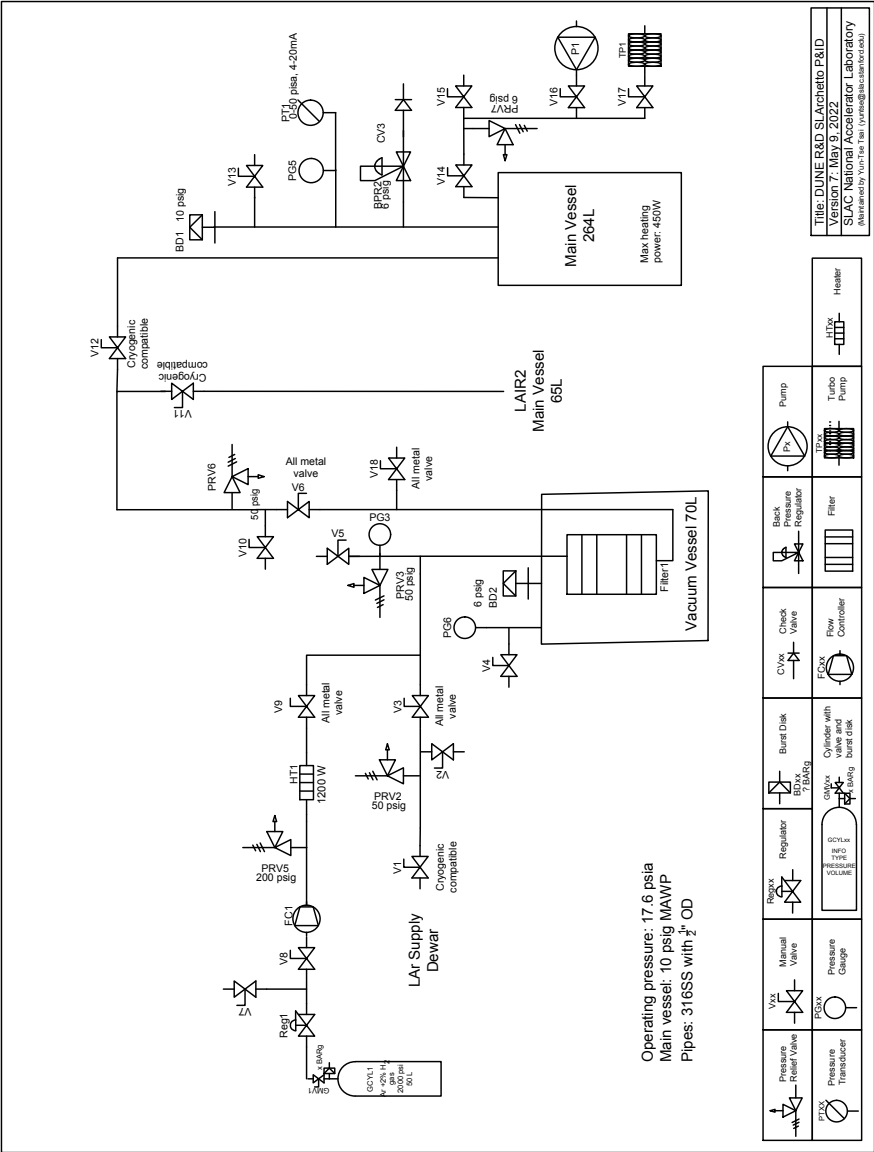 GCYL1
Ar +2% H2
gas
2000 psi
50 L
GMV1
x BARg
Reg1
V7
V8
FC1
PRV5
200 psig
HT1
1200 W
V9
All metal
valve
LAr Supply
Dewar
V1
Cryogenic
compatible
PRV2
50 psig
V2
V3
All metal
valve
PRV3
50 psig
V5
PG3
PG6
V4
6 psig
BD2
Filter1
Vacuum Vessel 70L
V10
PRV6
50 psig
All metal
valve
V6
V18
All metal
valve
V11
Cryogenic
compatible
LAIR2
Main Vessel
65L
V12
Cryogenic
compatible
BD1 10 psig
V13
PG5
PT1
0-50 pisa, 4-20mA
BPR2
6 psig
CV3
V14
V15
PRV7
6 psig
V16
P1
V17
TP1
Main Vessel
264L
Max heating
power: 450W
Operating pressure: 17.6 psia
Main vessel: 10 psig MAWP
Pipes: 316SS with 1/2" OD
Pressure
Relief Valve
Vxx
Manual
Valve
Regxx
Regulator
BDxx
? BARg
Burst Disk
CVxx
Check
Valve
Back
Pressure
Regulator
Px
Pump
PTXX
Pressure
Transducer
PGxx
Pressure
Gauge
GCYLxx
INFO
TYPE
PRESSURE
VOLUME
GMVxx
x BARg
Cylinder with
valve and
burst disk
FCxx
Flow
Controller
Filter
TPxx
Turbo
Pump
HTxx
Heater
Title: DUNE R&D SLArchetto P&ID
Version 7: May 9, 2022
SLAC National Accelerator Laboratory
(Maintained by Yun-Tse Tsai (yuntse@slac.stanford.edu)